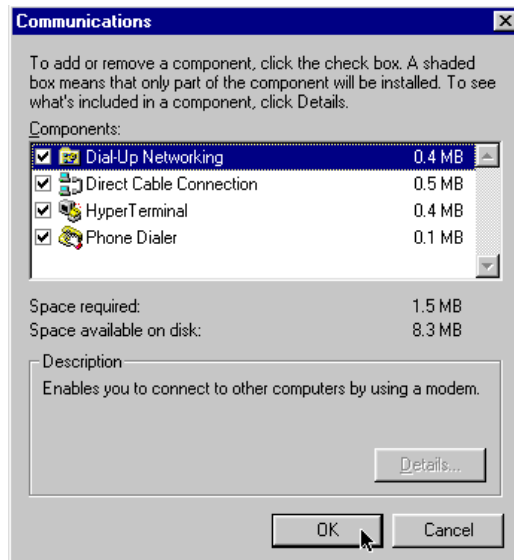 Communications
To add or remove a component, click the check box. A shaded
box means that only part of the component will be installed. To see
what's included in a component, click Details.
Components:
Dial-Up Networking 0.4 MB
Direct Cable Connection 0.5 MB
HyperTerminal 0.4 MB
Phone Dialer 0.1 MB
Space required: 1.5 MB
Space available on disk: 8.3 MB
Description
Enables you to connect to other computers by using a modem.
Details...
OK Cancel